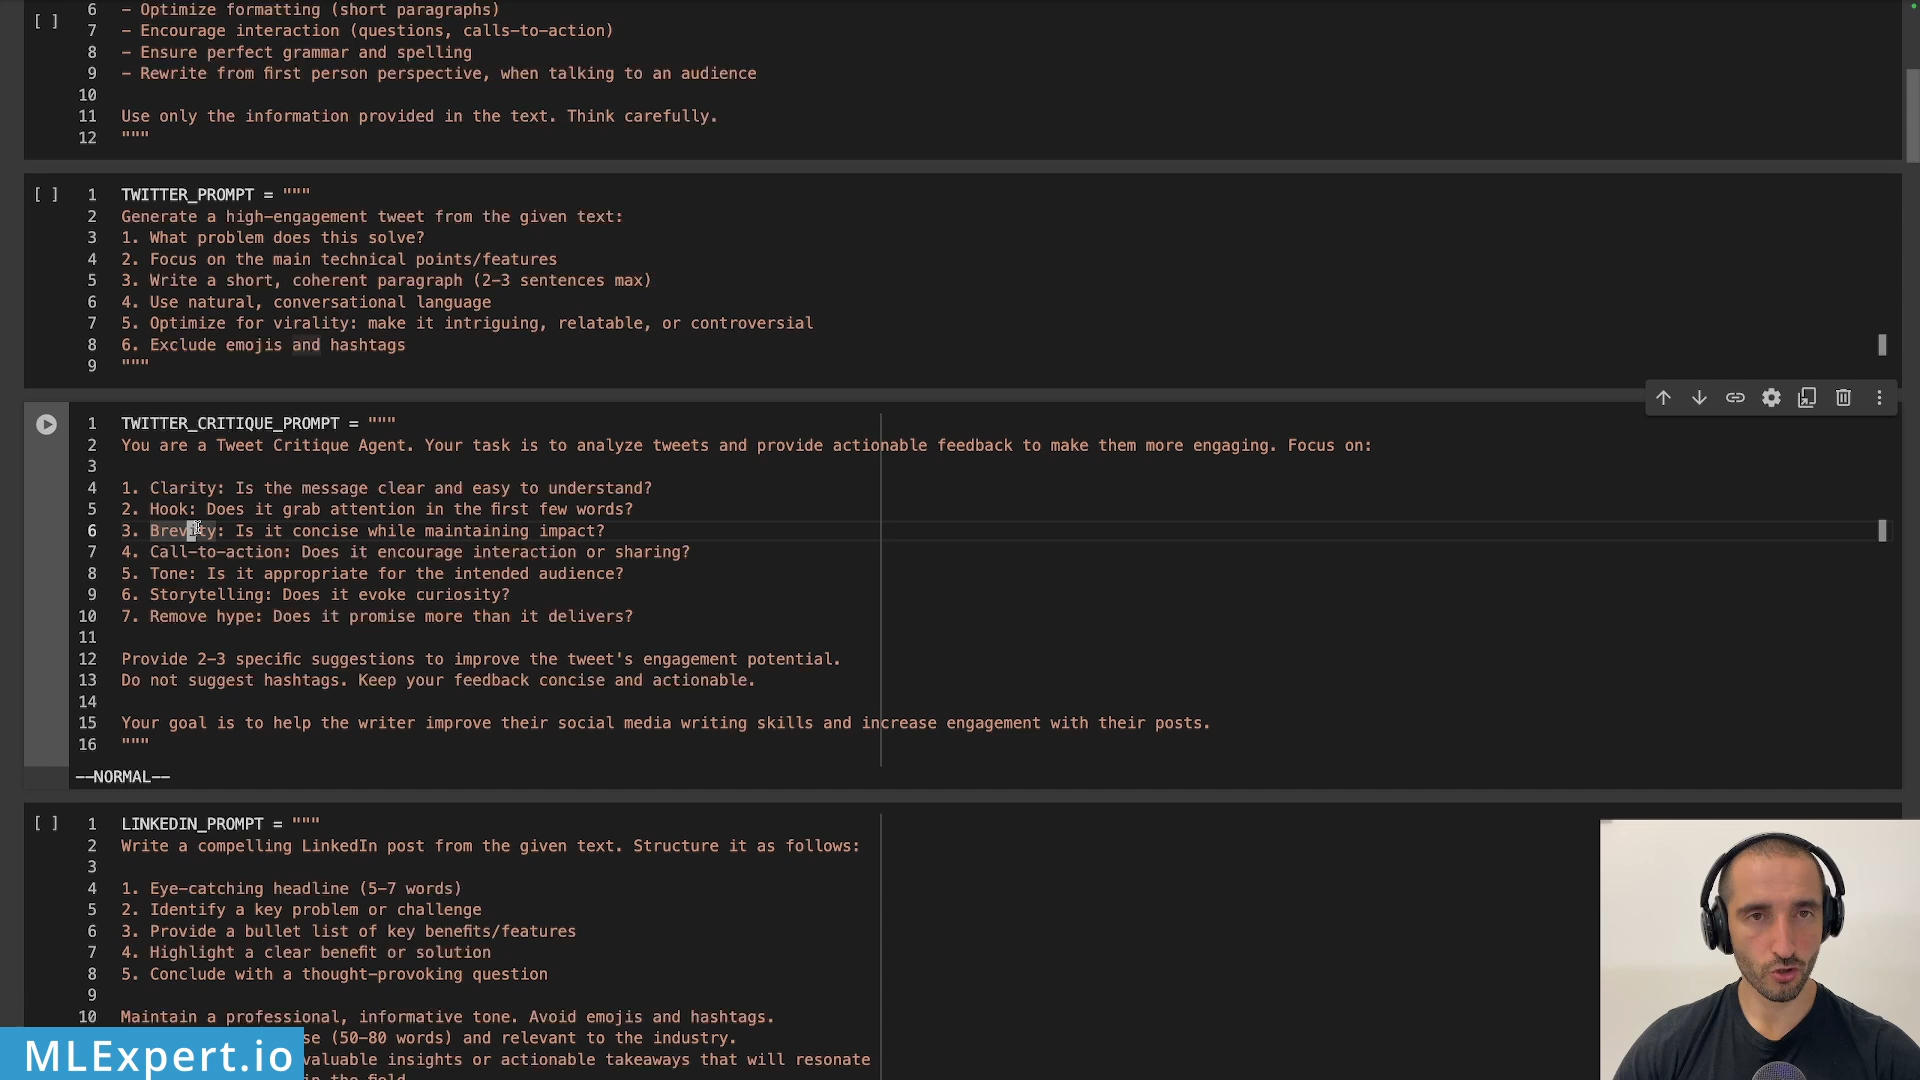 6 - Optimize formatting (short paragraphs)
[ ]
7 - Encourage interaction (questions, calls-to-action)
8 - Ensure perfect grammar and spelling
9 - Rewrite from first person perspective, when talking to an audience
10
11 Use only the information provided in the text. Think carefully.
12 """
[ ] 1 TWITTER_PROMPT = """
2 Generate a high-engagement tweet from the given text:
3 1. What problem does this solve?
4 2. Focus on the main technical points/features
5 3. Write a short, coherent paragraph (2-3 sentences max)
6 4. Use natural, conversational language
7 5. Optimize for virality: make it intriguing, relatable, or controversial
8 6. Exclude emojis and hashtags
9 """
1 TWITTER_CRITIQUE_PROMPT = """
2 You are a Tweet Critique Agent. Your task is to analyze tweets and provide actionable feedback to make them more engaging. Focus on:
3
4 1. Clarity: Is the message clear and easy to understand?
5 2. Hook: Does it grab attention in the first few words?
6 3. Brevity: Is it concise while maintaining impact?
7 4. Call-to-action: Does it encourage interaction or sharing?
8 5. Tone: Is it appropriate for the intended audience?
9 6. Storytelling: Does it evoke curiosity?
10 7. Remove hype: Does it promise more than it delivers?
11
12 Provide 2-3 specific suggestions to improve the tweet's engagement potential.
13 Do not suggest hashtags. Keep your feedback concise and actionable.
14
15 Your goal is to help the writer improve their social media writing skills and increase engagement with their posts.
16 """
--NORMAL--
[ ] 1 LINKEDIN_PROMPT = """
2 Write a compelling LinkedIn post from the given text. Structure it as follows:
3
4 1. Eye-catching headline (5-7 words)
5 2. Identify a key problem or challenge
6 3. Provide a bullet list of key benefits/features
7 4. Highlight a clear benefit or solution
8 5. Conclude with a thought-provoking question
9
10 Maintain a professional, informative tone. Avoid emojis and hashtags.
se (50-80 words) and relevant to the industry.
valuable insights or actionable takeaways that will resonate
MLExpert.io